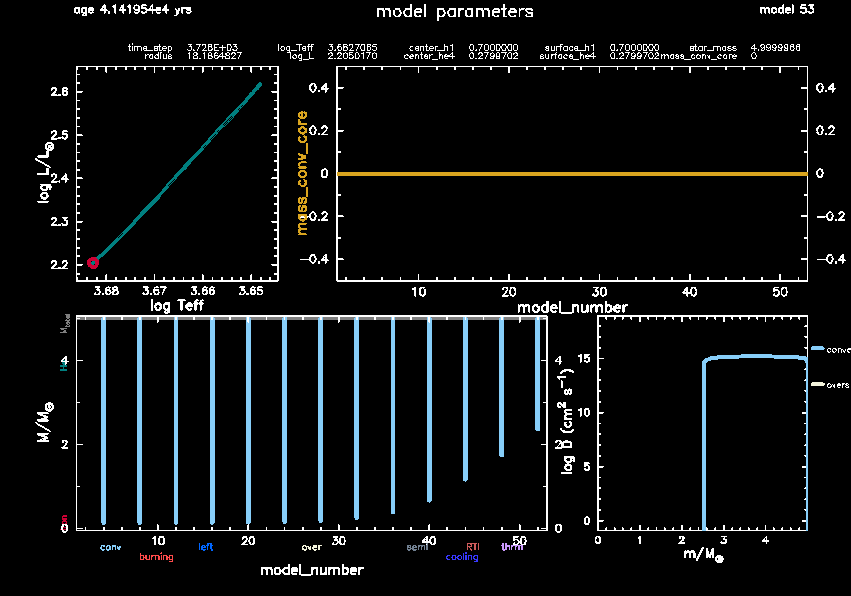 age 4.141954e4 yrs model parameters model 53
time_step 3.726E+03 log_Teff 3.6827085 center_h1 0.7000000 surface_h1 0.7000000 star_mass 4.9999966
radius 18.1864827 log_L 2.2050170 center_he4 0.2799702 surface_he4 0.2799702 mass_conv_core 0
log L/L⊙
2.6
2.5
2.4
2.3
2.2
3.68 3.67 3.66 3.65
log Teff
mass_conv_core
0.4 0.4
0.2 0.2
0 0
−0.2 −0.2
−0.4 −0.4
10 20 30 40 50
model_number
M/M⊙
M total
4 4
2 2
0 0
10 20 30 40 50
conv left over semi RTI thrm
burning cooling
model_number
log D (cm² s⁻¹)
15
10
5
0
0 1 2 3 4
m/M⊙
conve
overs